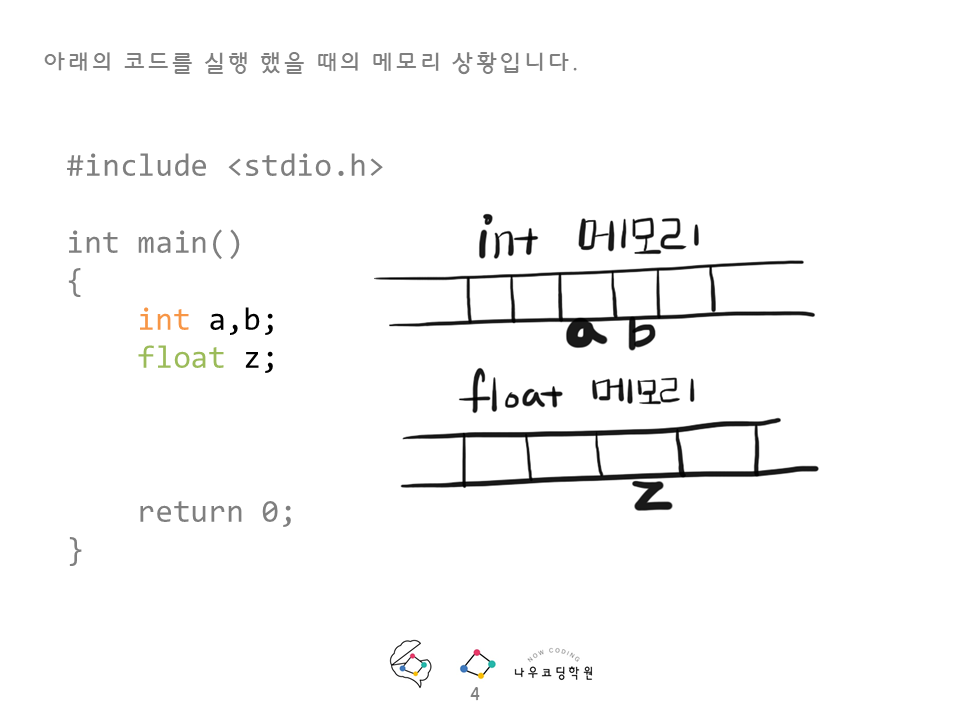 아래의 코드를 실행 했을 때의 메모리 상황입니다.
#include <stdio.h>
int main()
{
int a,b;
float z;
return 0;
}
int 메모리
a b
float 메모리
z
NOW CODING
나우코딩학원
4